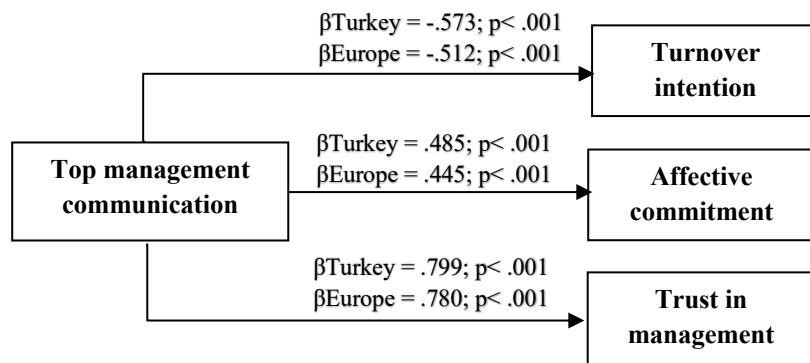 βTurkey = -.573; p< .001
βEurope = -.512; p< .001
Turnover
intention
Top management
communication
βTurkey = .485; p< .001
βEurope = .445; p< .001
Affective
commitment
βTurkey = .799; p< .001
βEurope = .780; p< .001
Trust in
management